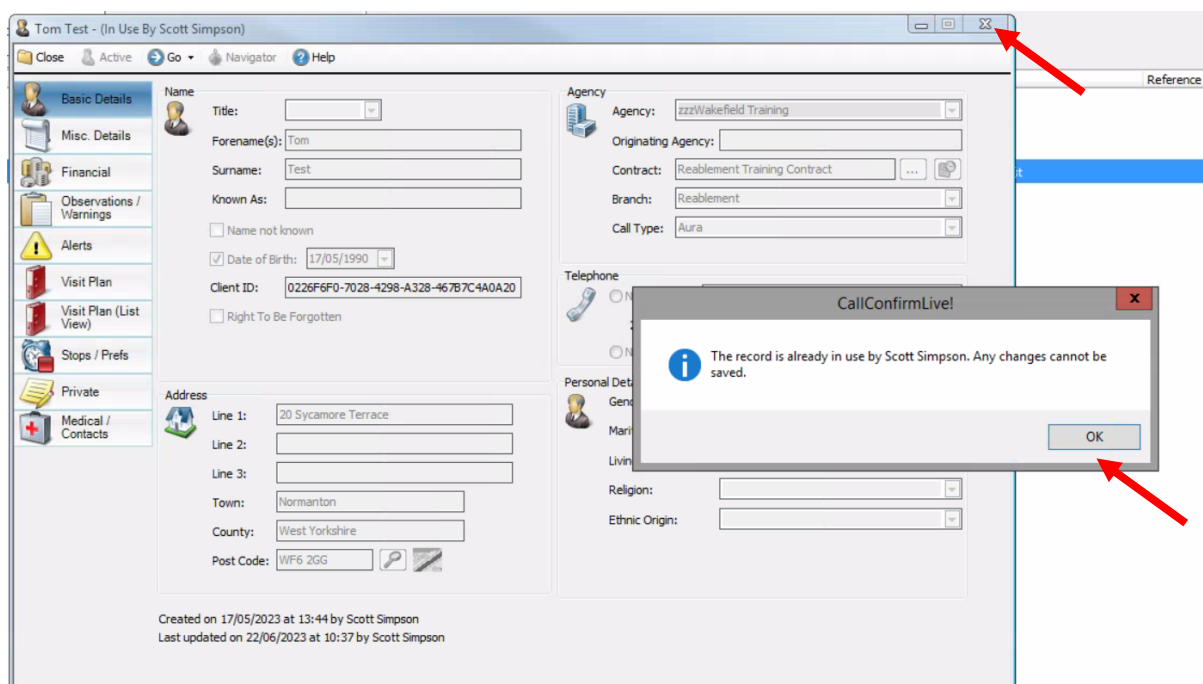 Tom Test - (In Use By Scott Simpson)
Close Active Go Navigator Help
Reference
Basic Details
Misc. Details
Financial
Observations /
Warnings
Alerts
Visit Plan
Visit Plan (List
View)
Stops / Prefs
Private
Medical /
Contacts
Name
Title:
Forename(s): Tom
Surname: Test
Known As:
Name not known
Date of Birth: 17/05/1990
Client ID: 0226F6F0-7028-4298-A328-467B7C4A0A20
Right To Be Forgotten
Address
Line 1: 20 Sycamore Terrace
Line 2:
Line 3:
Town: Normanton
County: West Yorkshire
Post Code: WF6 2GG
Created on 17/05/2023 at 13:44 by Scott Simpson
Last updated on 22/06/2023 at 10:37 by Scott Simpson
Agency
Agency: zzzWakefield Training
Originating Agency:
Contract: Reablement Training Contract ...
Branch: Reablement
Call Type: Aura
Telephone
Personal
Religion:
Ethnic Origin:
CallConfirmLive!
x
The record is already in use by Scott Simpson. Any changes cannot be
saved.
OK